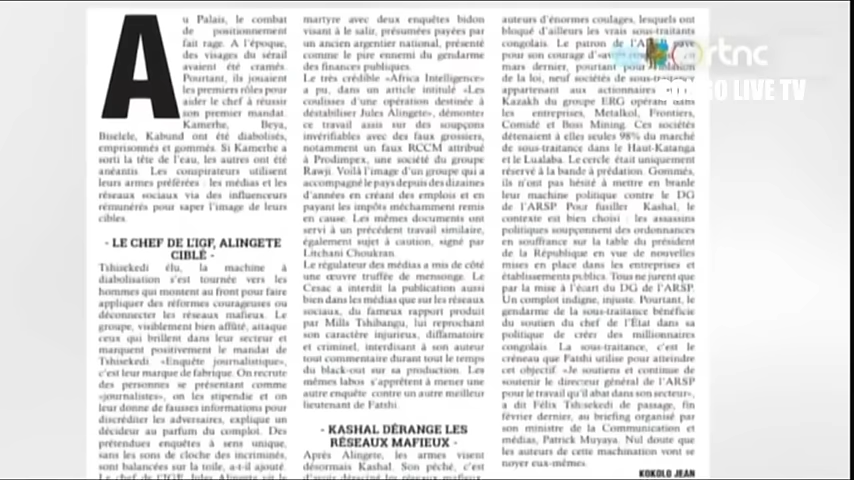 A
u Palais, le combat
de positionnement
fait rage. A l'époque,
des visages du sérail
avaient été cramés.
Pourtant, ils jouaient
les premiers rôles pour
aider le chef à réussir
son premier mandat.
Kamerhe, Beya,
Biselele, Kabund ont été diabolisés,
emprisonnés et gommés. Si Kamerhe a
sorti la tête de l'eau, les autres ont été
anéantis. Les conspirateurs utilisent
leurs armes préférées : les médias et les
réseaux sociaux via des influenceurs
rémunérés pour saper l'image de leurs
cibles.
- LE CHEF DE L'IGF, ALINGETE
CIBLÉ -
Tshisekedi élu, la machine à
diabolisation s'est tournée vers les
hommes qui montent au front pour faire
appliquer des réformes courageuses ou
déconnecter les réseaux mafieux. Le
groupe, visiblement bien affûté, attaque
ceux qui brillent dans leur secteur et
marquent positivement le mandat de
Tshisekedi «Enquête journalistique»,
c'est leur marque de fabrique. On recrute
des personnes se présentant comme
«journalistes», on les stipendie et on
leur donne de fausses informations pour
discréditer les adversaires, explique un
décideur au parfum du complot. Des
prétendues enquêtes à sens unique,
sans les sons de cloche des incriminés,
sont balancées sur la toile, a-t-il ajouté.
Le chef de l'IGF, Jules Alingete vit le
martyre avec deux enquêtes bidon
visant à le salir, présumées payées par
un ancien argentier national, présenté
comme le pire ennemi du gendarme
des finances publiques.
Le très crédible «Africa Intelligence»
a pu, dans un article intitulé «Les
coulisses d'une opération destinée à
déstabiliser Jules Alingete», démonter
ce travail assis sur des soupçons
invérifiables avec des faux grossiers,
notamment un faux RCCM attribué
à Prodimpex, une société du groupe
Rawji. Voilà l'image d'un groupe qui a
accompagné le pays depuis des dizaines
d'années en créant des emplois et en
payant les impôts méchamment remis
en cause. Les mêmes documents ont
servi à un précédent travail similaire,
également sujet à caution, signé par
Litchani Choukran.
Le régulateur des médias a mis de côté
une œuvre truffée de mensonge. Le
Cesac a interdit la publication aussi
bien dans les médias que sur les réseaux
sociaux, du fameux rapport produit
par Mills Tshibangu, lui reprochant
son caractère injurieux, diffamatoire
et criminel, interdisant à son auteur
tout commentaire durant tout le temps
du black-out sur sa production. Les
mêmes labos s'apprêtent à mener une
autre enquête contre un autre meilleur
lieutenant de Fatshi.
- KASHAL DÉRANGE LES
RÉSEAUX MAFIEUX -
Après Alingete, les armes visent
désormais Kashal. Son péché, c'est
d'avoir déraciné les réseaux mafieux,
auteurs d'énormes coulages, lesquels ont
bloqué d'ailleurs les vrais sous-traitants
congolais. Le patron de l'ARSP paye
pour son courage d'avoir
mars dernier, pourtant pour
de la loi, neuf sociétés de sous-traitance
appartenant aux actionnaires
Kazakh du groupe ERG opérant dans
les entreprises, Metalkol, Frontiers,
Comide et Boss Mining. Ces sociétés
détenaient à elles seules 98% du marché
de sous-traitance dans le Haut-Katanga
et le Lualaba. Le cercle était uniquement
réservé à la bande à prédation. Gommés,
ils n'ont pas hésité à mettre en branle
leur machine politique contre le DG
de l'ARSP. Pour fusiller Kashal, le
contexte est bien choisi : les assassins
politiques soupçonnent des ordonnances
en souffrance sur la table du président
de la République en vue de nouvelles
mises en place dans les entreprises et
établissements publics. Tous ne jurent que
par la mise à l'écart du DG de l'ARSP.
Un complot indigne, injuste. Pourtant, le
gendarme de la sous-traitance bénéficie
du soutien du chef de l'État dans sa
politique de créer des millionnaires
congolais. La sous-traitance, c'est le
créneau que Fatshi utilise pour atteindre
cet objectif. «Je soutiens et continue de
soutenir le directeur général de l'ARSP
pour le travail qu'il abat dans son secteur»,
a dit Félix Tshisekedi de passage, fin
février dernier, au briefing organisé par
son ministre de la Communication et
médias, Patrick Muyaya. Nul doute que
les auteurs de cette machination vont se
noyer eux-mêmes.
KOKOLO JEAN
rtnc
GO LIVE TV